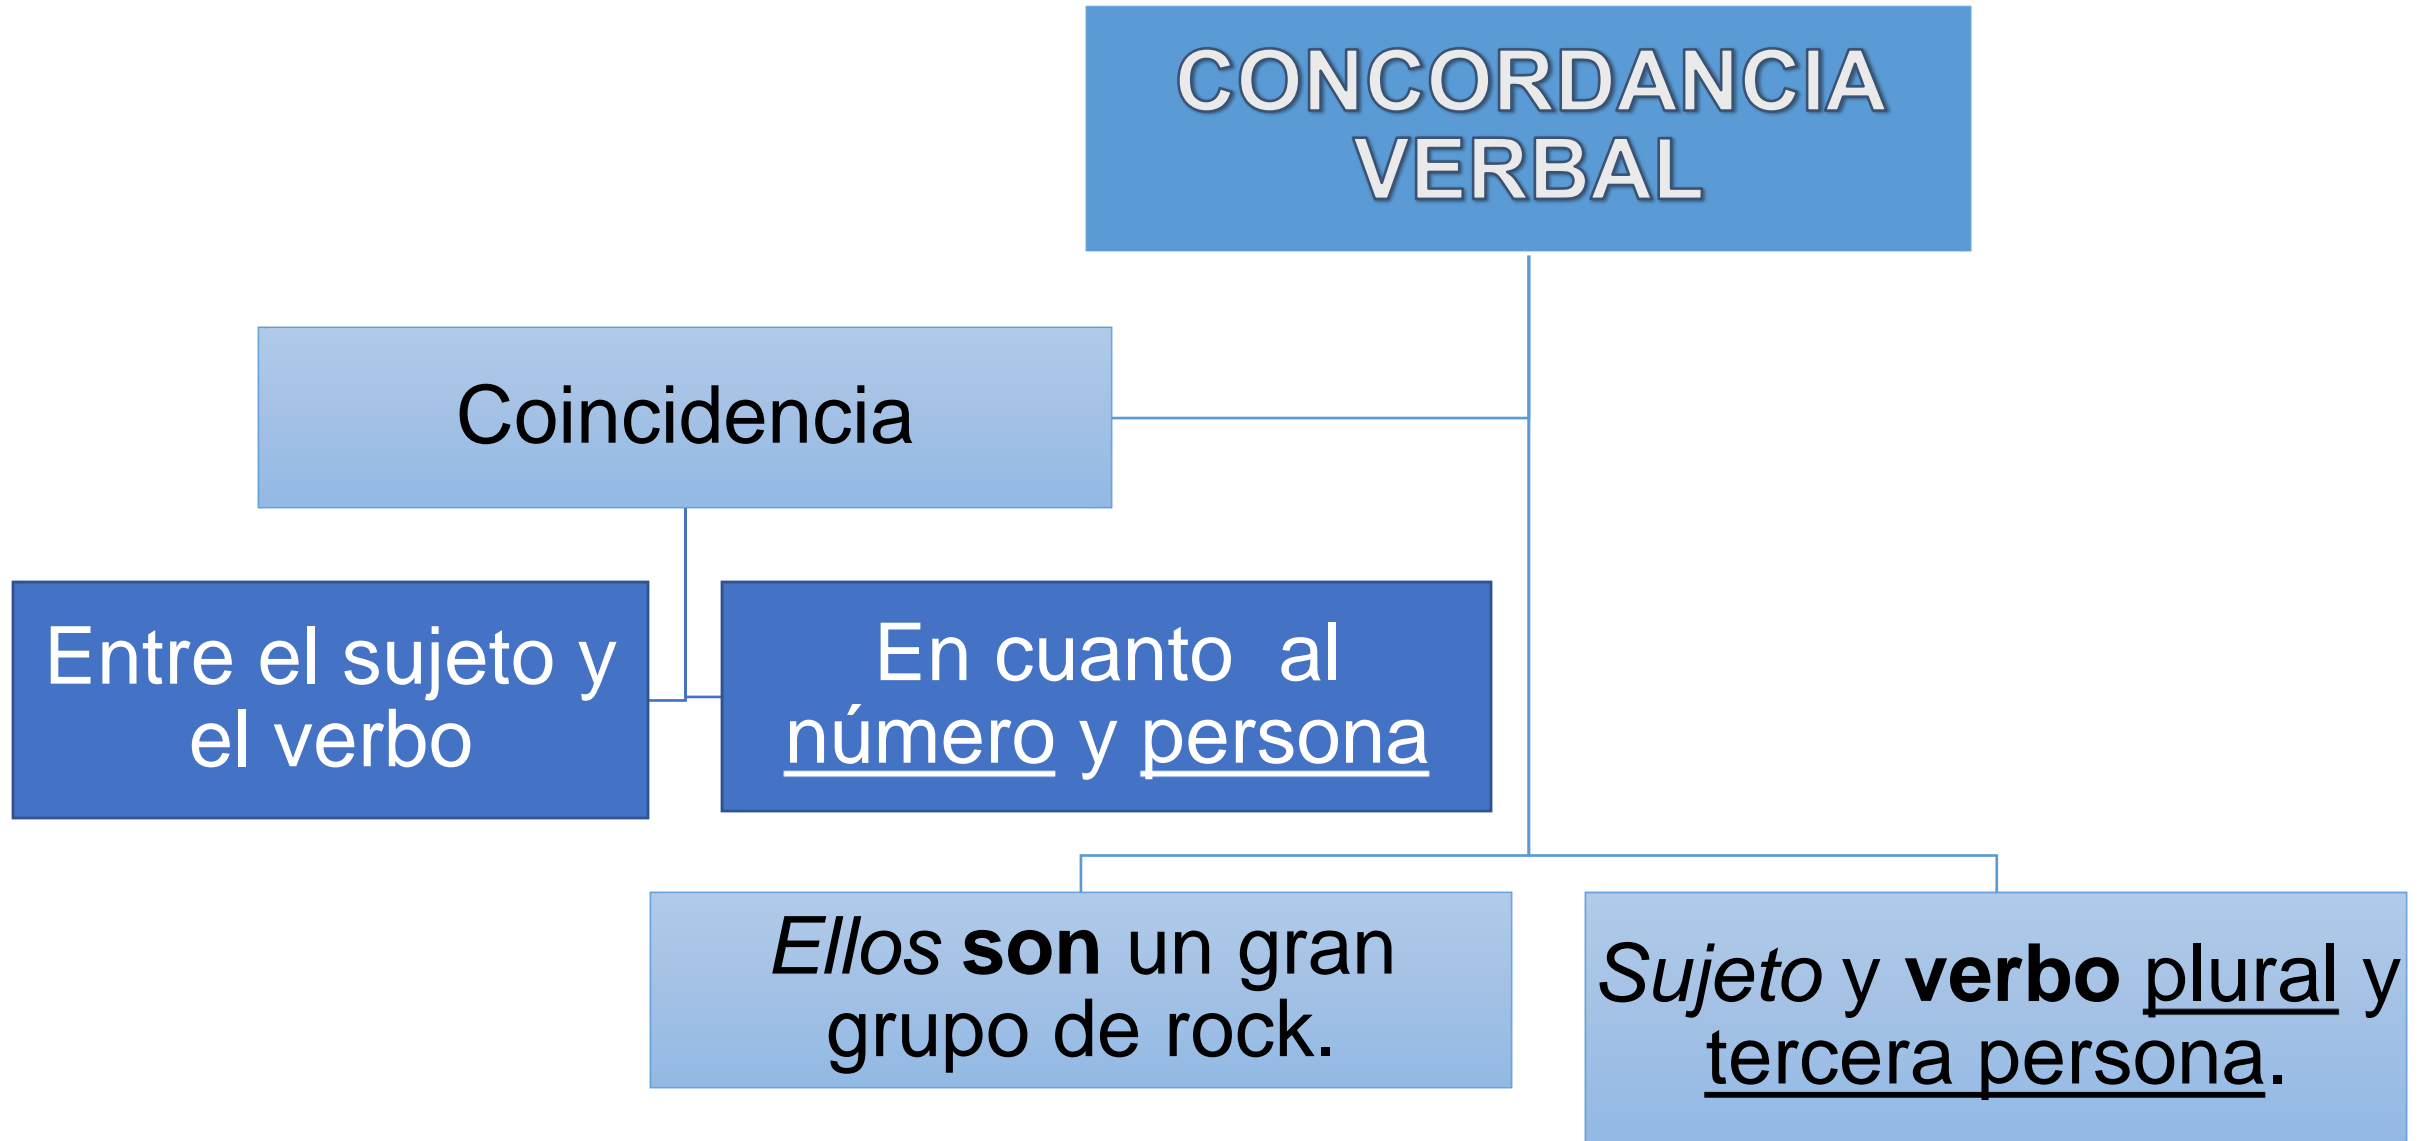 CONCORDANCIA
VERBAL
Coincidencia
Entre el sujeto y
el verbo
En cuanto  al
número y persona
Ellos son un gran
grupo de rock.
Sujeto y verbo plural y
tercera persona.